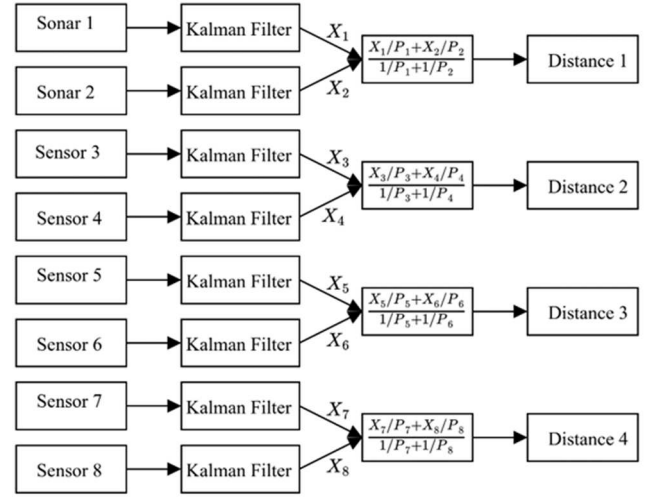 Sonar 1
Kalman Filter
X₁
Sonar 2
Kalman Filter
X₂
X₁/P₁+X₂/P₂
1/P₁+1/P₂
Distance 1
Sensor 3
Kalman Filter
X₃
Sensor 4
Kalman Filter
X₄
X₃/P₃+X₄/P₄
1/P₃+1/P₄
Distance 2
Sensor 5
Kalman Filter
X₅
Sensor 6
Kalman Filter
X₆
X₅/P₅+X₆/P₆
1/P₅+1/P₆
Distance 3
Sensor 7
Kalman Filter
X₇
Sensor 8
Kalman Filter
X₈
X₇/P₇+X₈/P₈
1/P₇+1/P₈
Distance 4